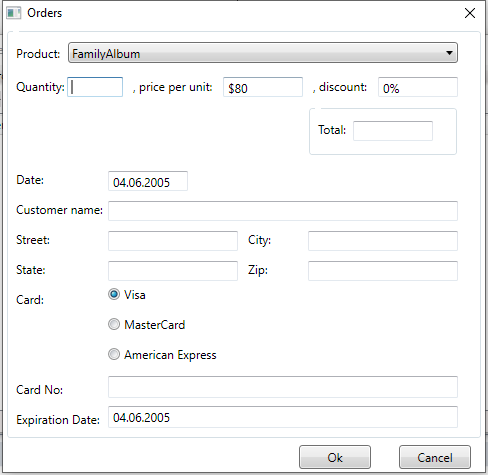 Orders
Product: FamilyAlbum
Quantity: , price per unit: $80 , discount: 0%
Total:
Date: 04.06.2005
Customer name:
Street: City:
State: Zip:
Card: Visa
MasterCard
American Express
Card No:
Expiration Date: 04.06.2005
Ok Cancel